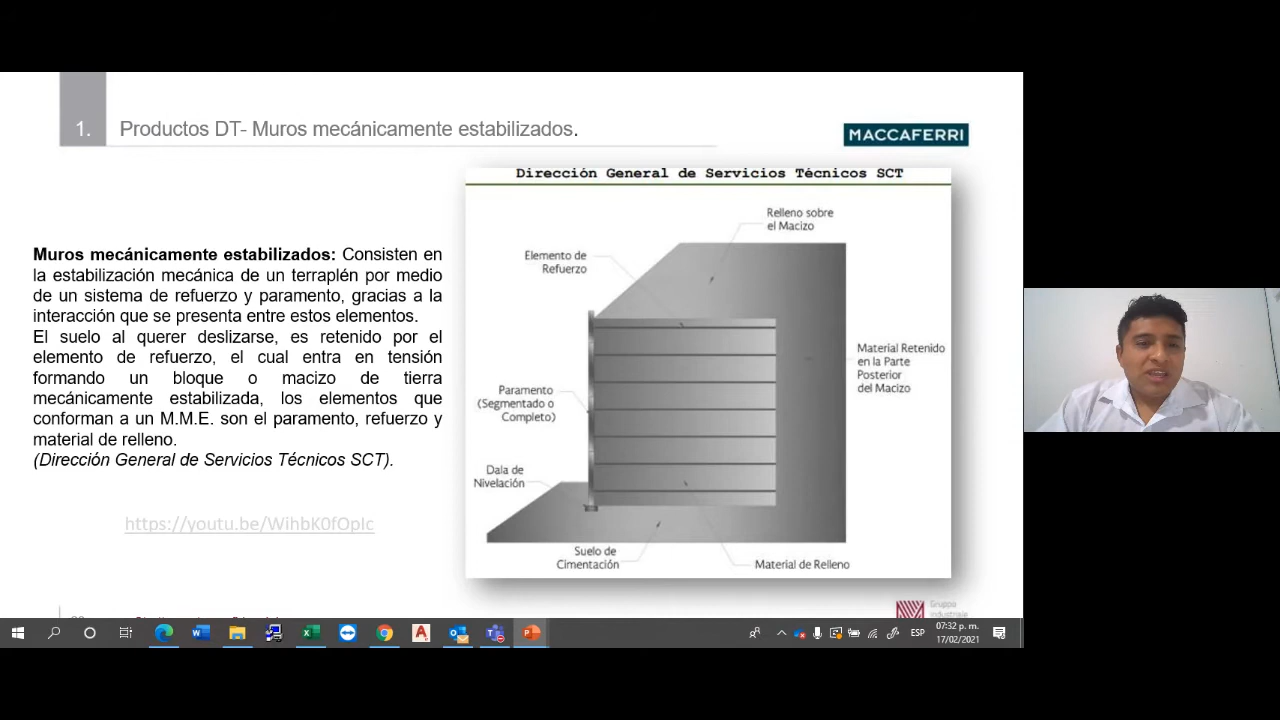 1. Productos DT- Muros mecánicamente estabilizados.
MACCAFERRI
Muros mecánicamente estabilizados: Consisten en
la estabilización mecánica de un terraplén por medio
de un sistema de refuerzo y paramento, gracias a la
interacción que se presenta entre estos elementos.
El suelo al querer deslizarse, es retenido por el
elemento de refuerzo, el cual entra en tensión
formando un bloque o macizo de tierra
mecánicamente estabilizada, los elementos que
conforman a un M.M.E. son el paramento, refuerzo y
material de relleno.
(Dirección General de Servicios Técnicos SCT).
https://youtu.be/WihbK0fOpIc
Dirección General de Servicios Técnicos SCT
Relleno sobre
el Macizo
Elemento de
Refuerzo
Material Retenido
en la Parte
Posterior
del Macizo
Paramento
(Segmentado o
Completo)
Dala de
Nivelación
Suelo de
Cimentación
Material de Relleno
Gruppo
Industriale
ESP
07:32 p. m.
17/02/2021